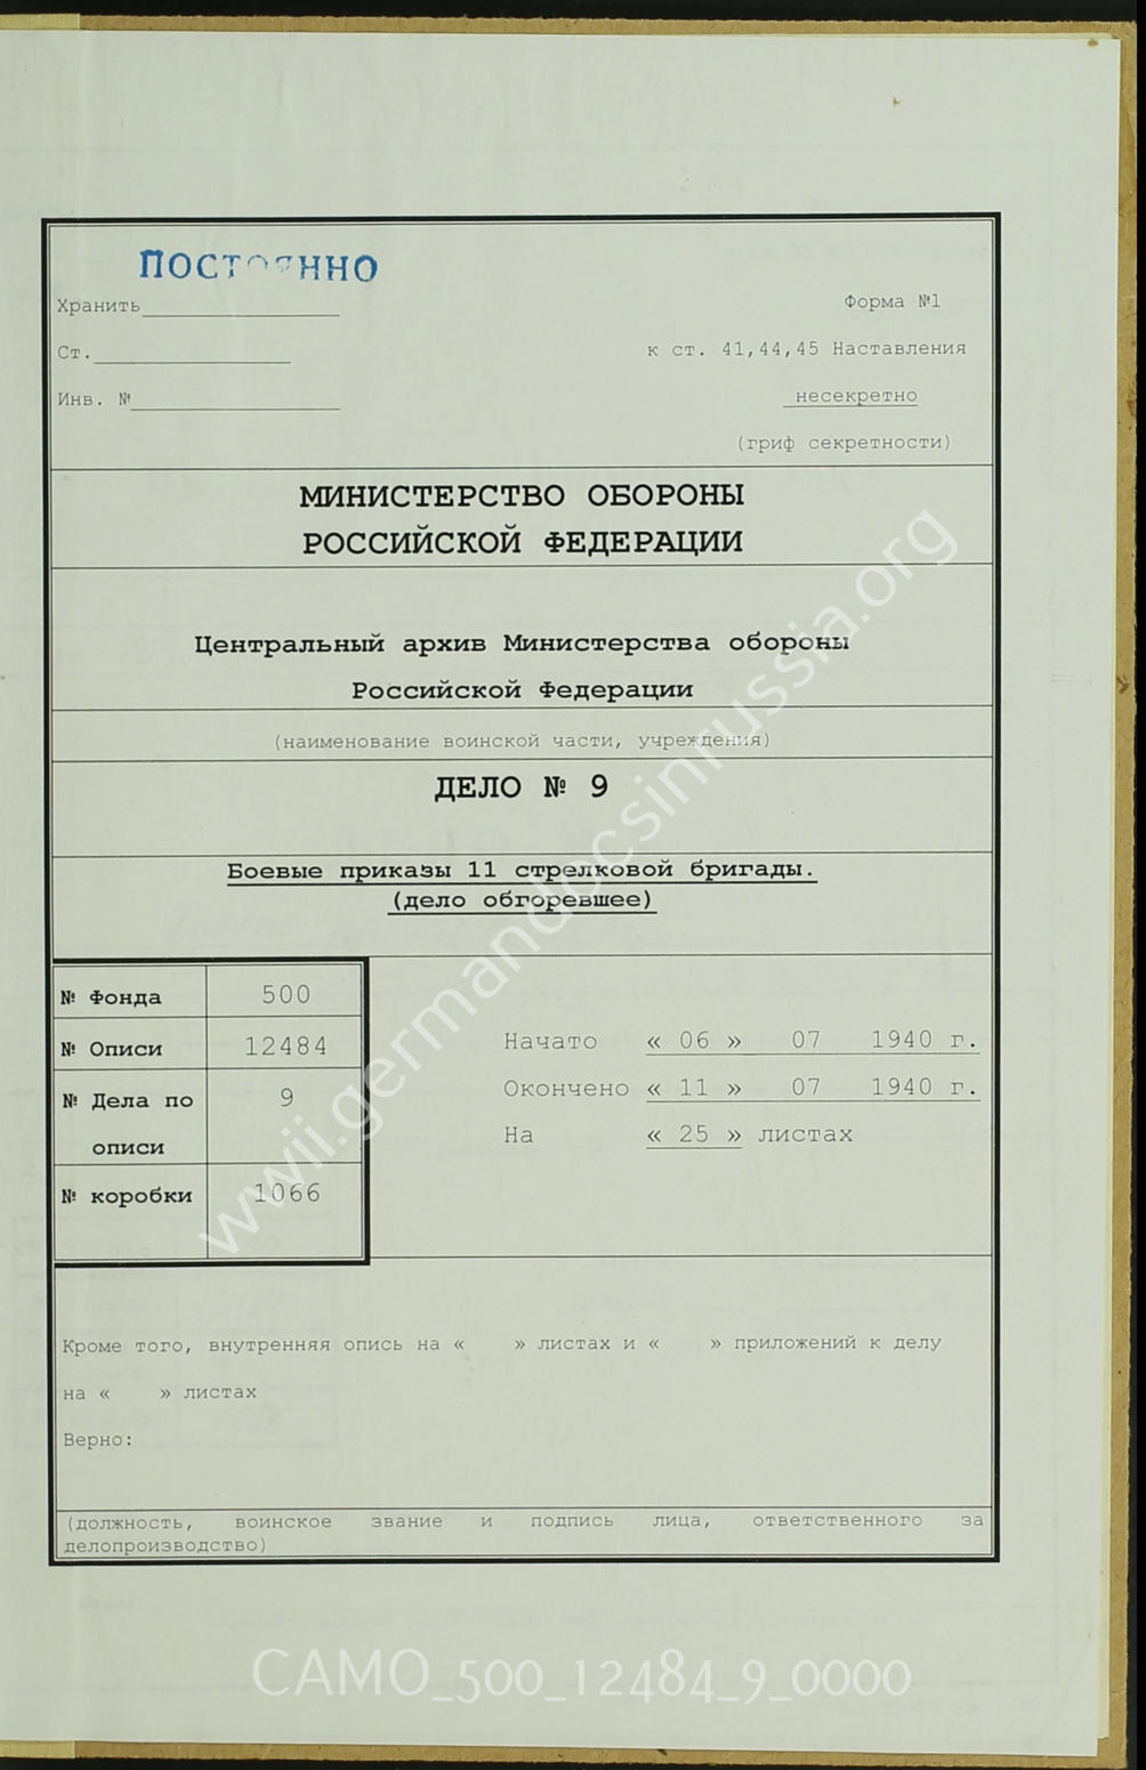 ПОСТОЯННО
Хранить
Форма №1
Ст.
к ст. 41,44,45 Наставления
Инв. №
несекретно
(гриф секретности)
МИНИСТЕРСТВО ОБОРОНЫ
РОССИЙСКОЙ ФЕДЕРАЦИИ
Центральный архив Министерства обороны
Российской Федерации
(наименование воинской части, учреждения)
ДЕЛО № 9
Боевые приказы 11 стрелковой бригады.
(дело обгоревшее)
№ Фонда 500
№ Описи 12484
№ Дела по 9
описи
№ коробки 1066
Начато « 06 » 07 1940 г.
Окончено « 11 » 07 1940 г.
На « 25 » листах
Кроме того, внутренняя опись на « » листах и « » приложений к делу
на « » листах
Верно:
(должность, воинское звание и подпись лица, ответственного за
делопроизводство)
wwii.germandocsinrussia.org
CAMO_500_12484_9_0000